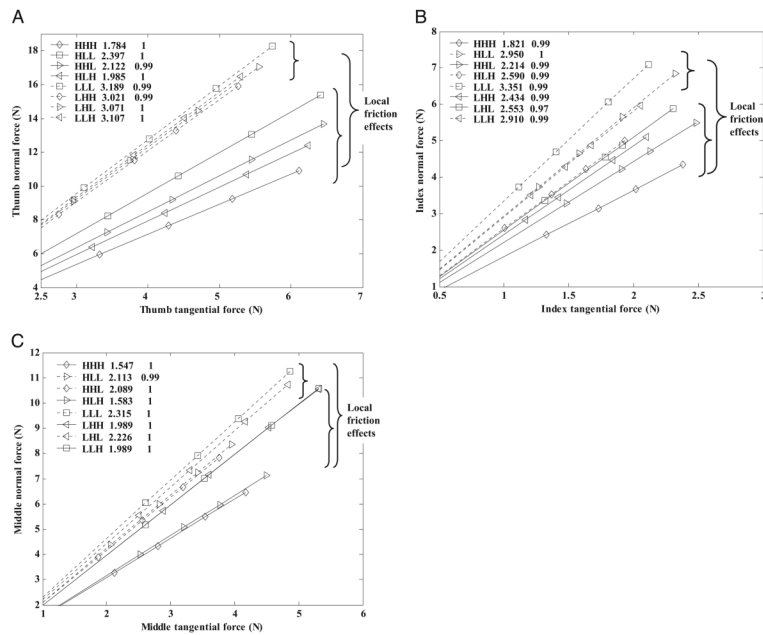 A
HHH 1.784 1
HLL 2.397 1
HHL 2.122 0.99
HLH 1.985 1
LLL 3.189 0.99
LHH 3.021 0.99
LHL 3.071 1
LLH 3.107 1
Local
friction
effects
18
16
14
12
10
8
6
4
2.5 3 4 5 6 7
Thumb normal force (N)
Thumb tangential force (N)
B
HHH 1.821 0.99
HLL 2.950 1
HHL 2.214 0.99
HLH 2.590 0.99
LLL 3.351 0.99
LHH 2.434 0.99
LHL 2.553 0.97
LLH 2.910 0.99
Local
friction
effects
8
7
6
5
4
3
2
1
0.5 1 1.5 2 2.5 3
Index normal force (N)
Index tangential force (N)
C
HHH 1.547 1
HLL 2.113 0.99
HHL 2.089 1
HLH 1.583 1
LLL 2.315 1
LHH 1.989 1
LHL 2.226 1
LLH 1.989 1
Local
friction
effects
12
11
10
9
8
7
6
5
4
3
2
1 2 3 4 5 6
Middle normal force (N)
Middle tangential force (N)